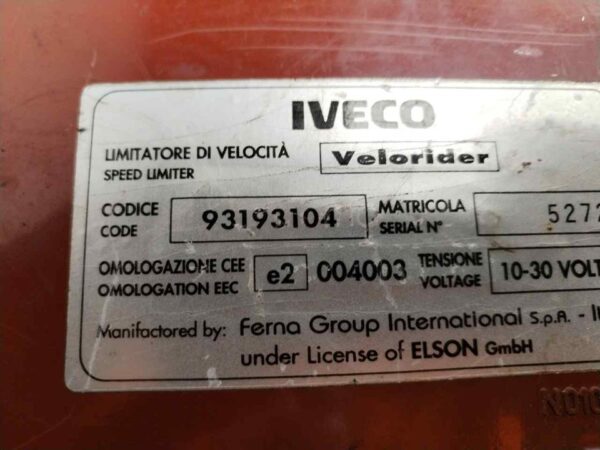 IVECO
LIMITATORE DI VELOCITÀ Velorider
SPEED LIMITER
CODICE 93193104 MATRICOLA 5272
CODE SERIAL N°
OMOLOGAZIONE CEE e2 004003 TENSIONE 10-30 VOLT
OMOLOGATION EEC VOLTAGE
Manifactored by: Ferna Group International S.p.A. -
under License of ELSON GmbH